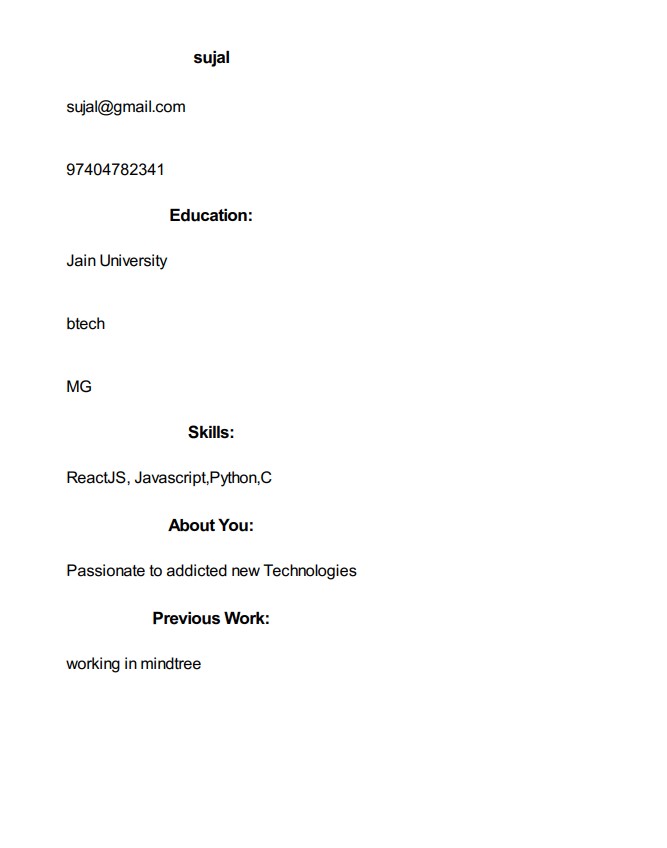 sujal
sujal@gmail.com
97404782341
Education:
Jain University
btech
MG
Skills:
ReactJS, Javascript,Python,C
About You:
Passionate to addicted new Technologies
Previous Work:
working in mindtree